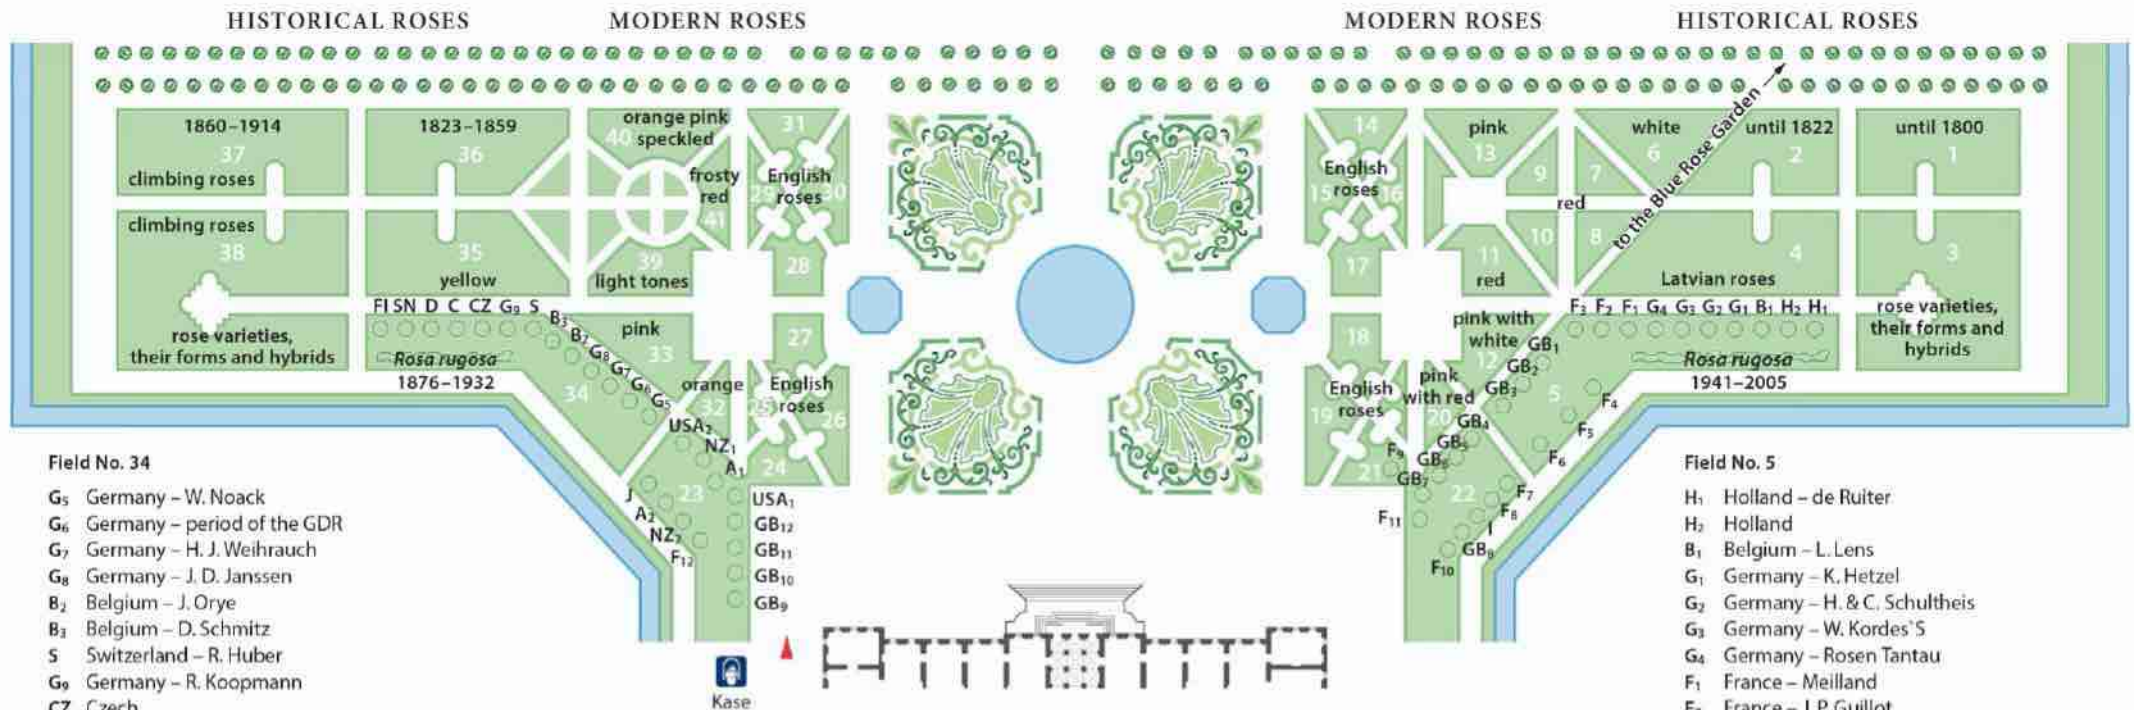 HISTORICAL ROSES
MODERN ROSES
MODERN ROSES
HISTORICAL ROSES
1860–1914
37
climbing roses
climbing roses
38
rose varieties,
their forms and hybrids
1823–1859
36
35
yellow
FI SN D C CZ G9 S
B3
B2
G8
G7
G6
G5
USA2
NZ1
A1
Rosa rugosa
1876–1932
34
orange pink
40 speckled
frosty
red
41
39
light tones
pink
33
orange
32
31
English
roses
29
30
28
27
English
roses
25
26
24
23
J
A2
NZ2
F12
USA1
GB12
GB11
GB10
GB9
Kase
14
English
roses
15
16
17
18
English
roses
19
21
pink
13
9
10
11
red
red
white
6
7
8
to the Blue Rose Garden
until 1822
2
until 1800
1
4
Latvian roses
3
rose varieties,
their forms and
hybrids
F3 F2 F1 G4 G3 G2 G1 B1 H2 H1
Rosa rugosa
1941–2005
pink with
white
12
GB1
GB2
GB3
GB4
GB5
GB6
GB7
pink
with red
20
5
F4
F5
F6
F7
F8
I
GB8
F9
F10
F11
22
Field No. 34
G5 Germany – W. Noack
G6 Germany – period of the GDR
G7 Germany – H. J. Weihrauch
G8 Germany – J. D. Janssen
B2 Belgium – J. Orye
B3 Belgium – D. Schmitz
S Switzerland – R. Huber
G9 Germany – R. Koopmann
CZ Czech
Field No. 5
H1 Holland – de Ruiter
H2 Holland
B1 Belgium – L. Lens
G1 Germany – K. Hetzel
G2 Germany – H. & C. Schultheis
G3 Germany – W. Kordes`S
G4 Germany – Rosen Tantau
F1 France – Meilland
F2 France – J.P. Guillot